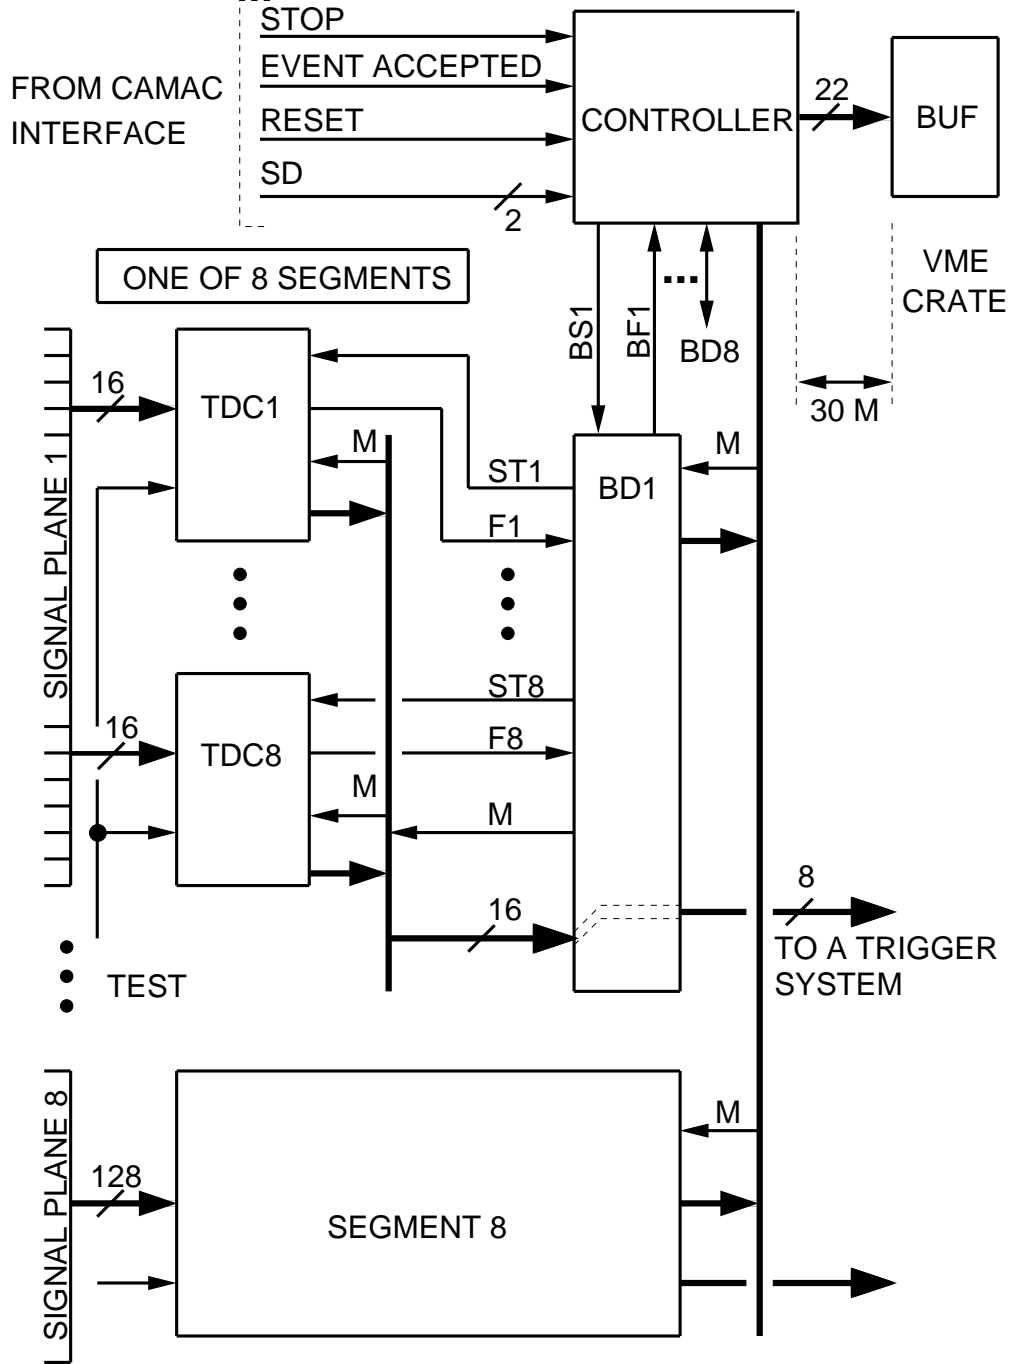 STOP
EVENT ACCEPTED
FROM CAMAC
INTERFACE
RESET
SD
2
CONTROLLER
22
BUF
ONE OF 8 SEGMENTS
VME
CRATE
BS1
BF1
...
BD8
30 M
SIGNAL PLANE 1
16
TDC1
M
ST1
F1
BD1
M
16
TDC8
ST8
F8
M
M
16
8
TO A TRIGGER
SYSTEM
TEST
SIGNAL PLANE 8
128
SEGMENT 8
M